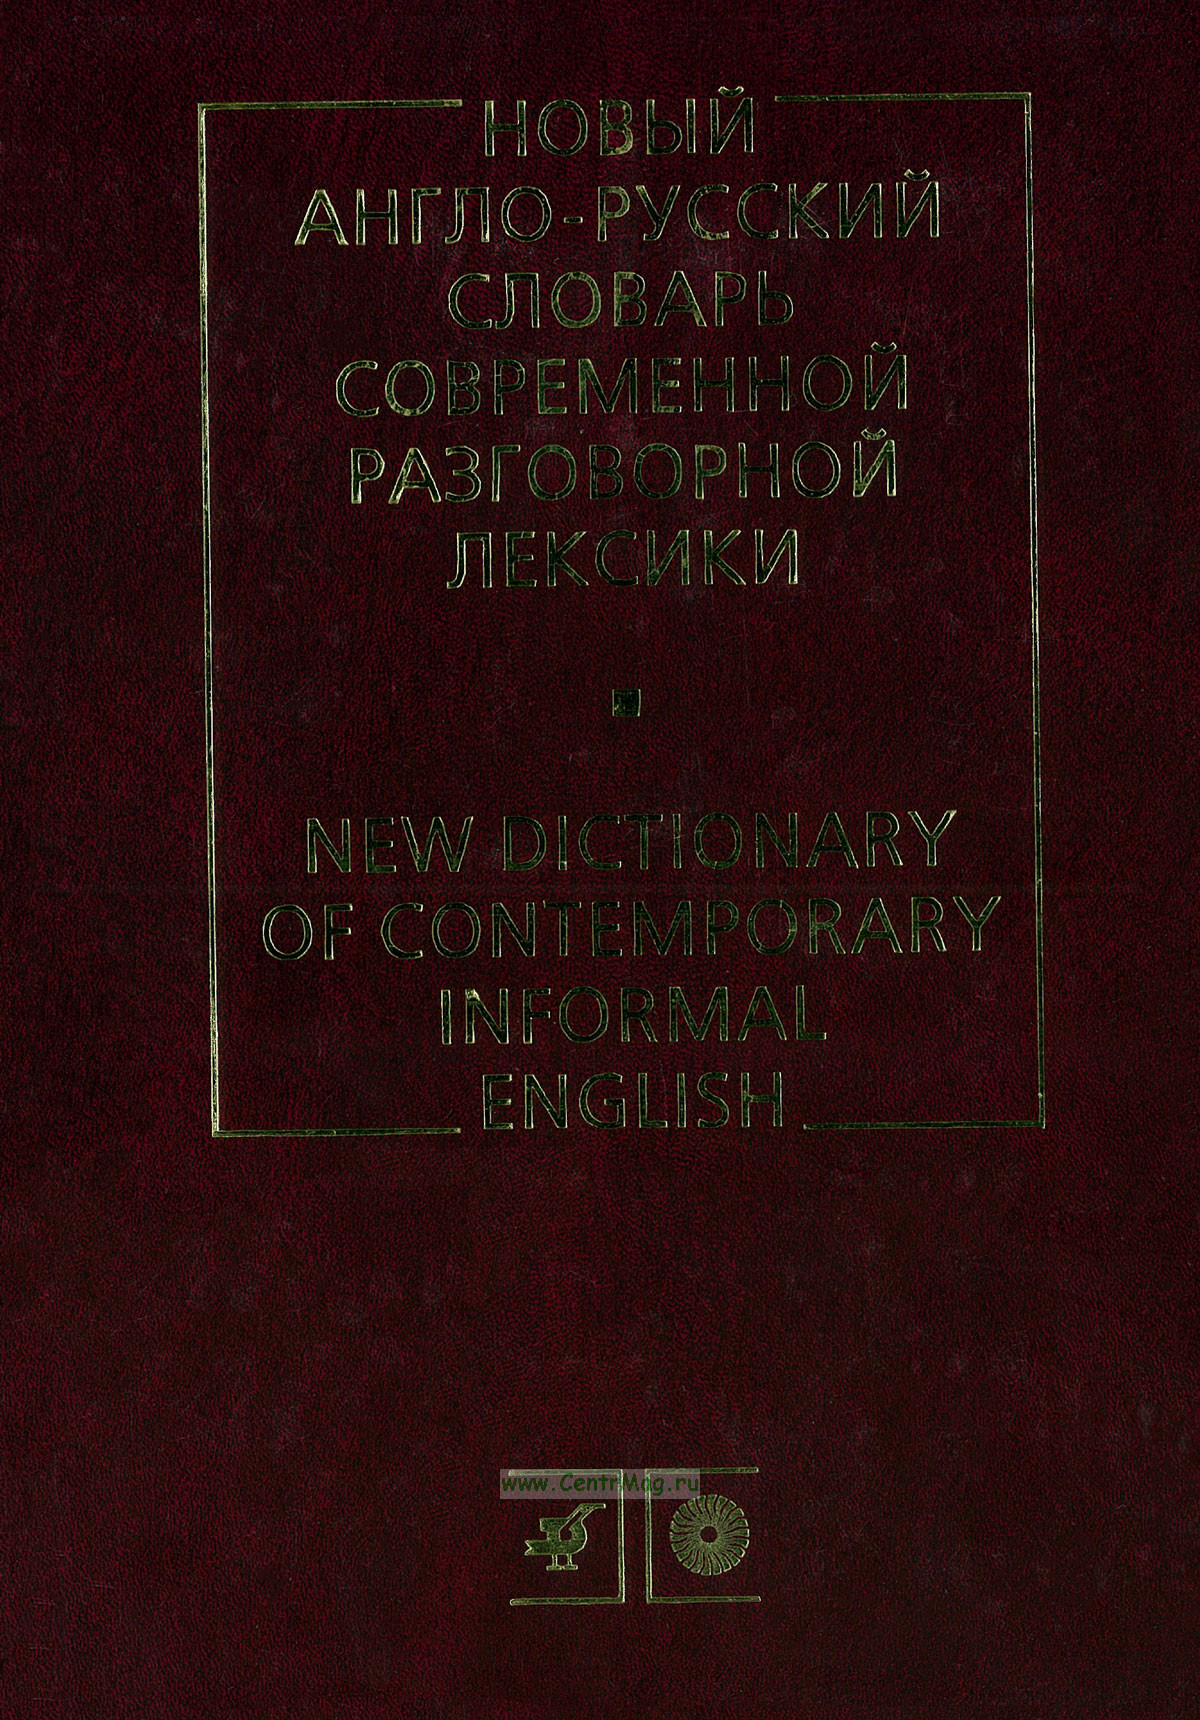 НОВЫЙ
АНГЛО-РУССКИЙ
СЛОВАРЬ
СОВРЕМЕННОЙ
РАЗГОВОРНОЙ
ЛЕКСИКИ
NEW DICTIONARY
OF CONTEMPORARY
INFORMAL
ENGLISH
www.CentrMag.ru